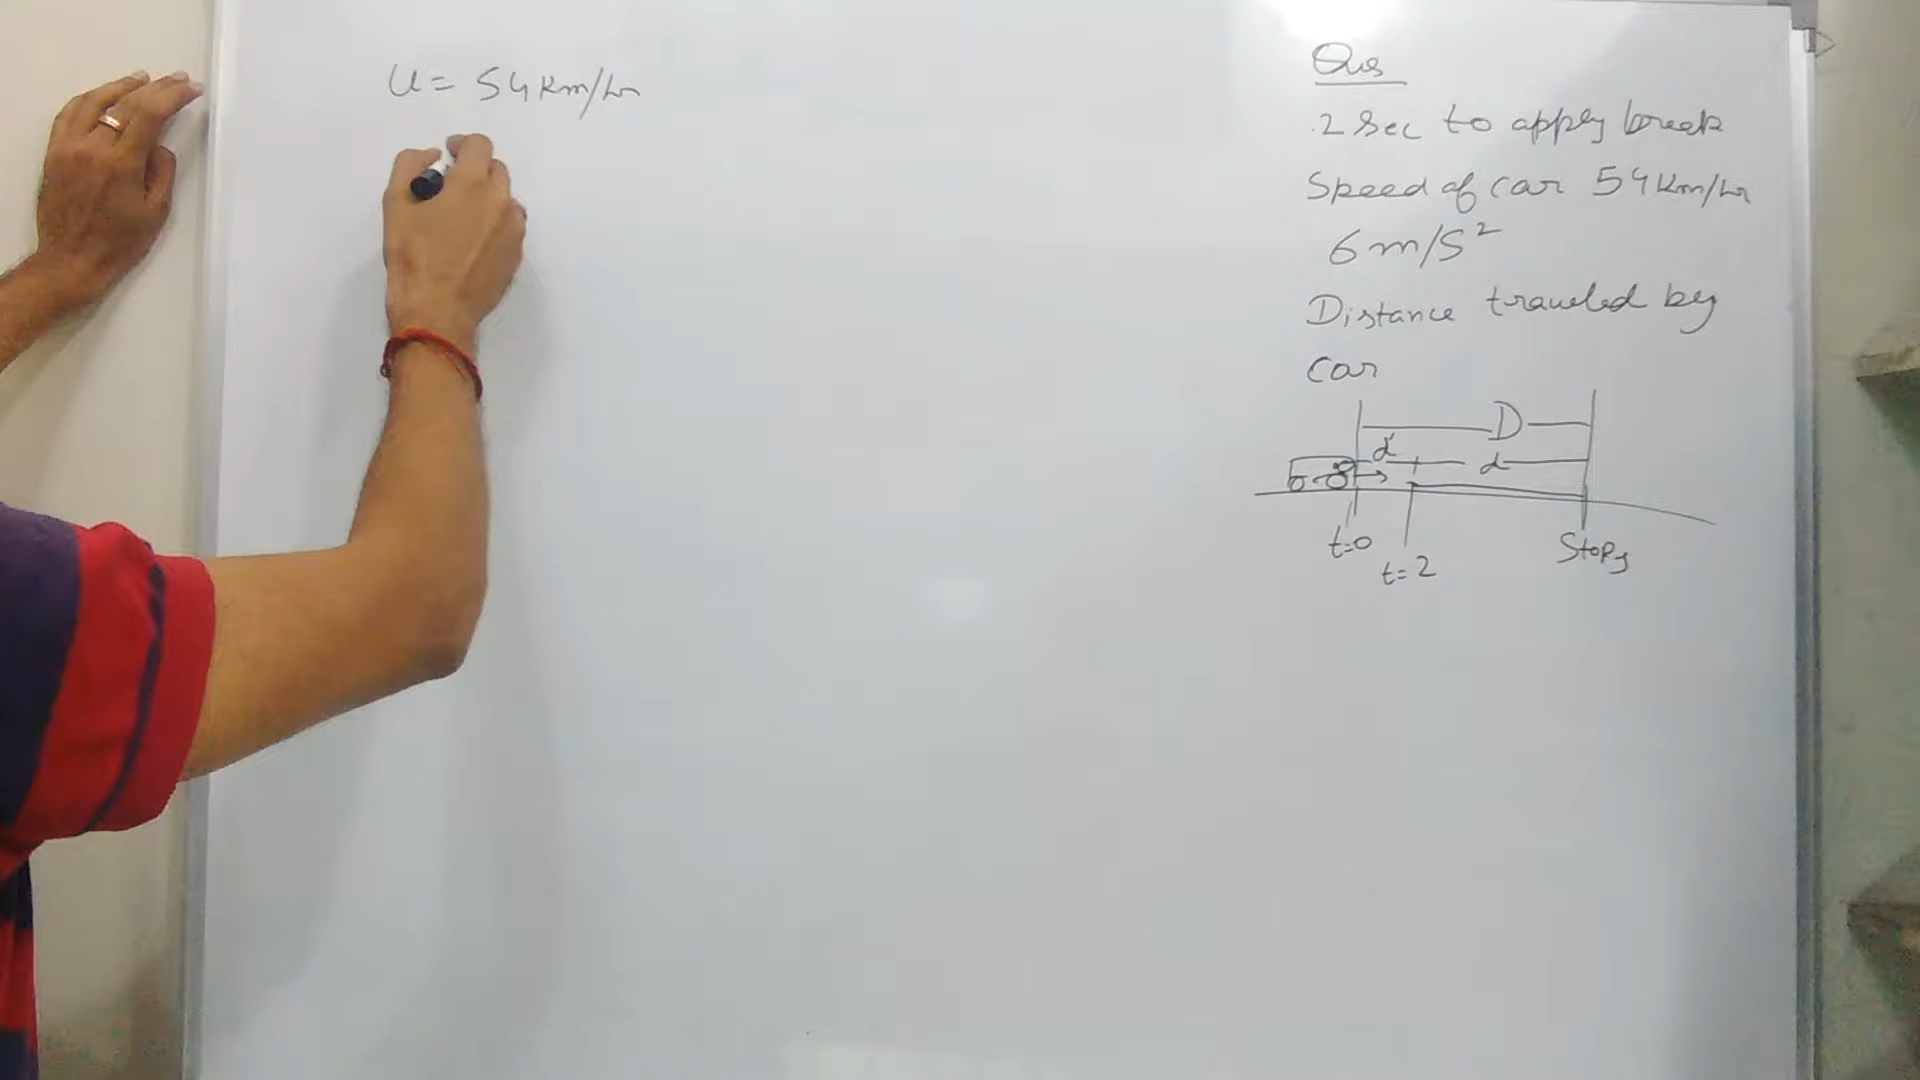 u = 54 km/hr
Ques
.2 Sec to apply break
Speed of car 54 km/hr
6 m/s²
Distance traveled by
car
D
d'
d
t=0
t=2
Stops